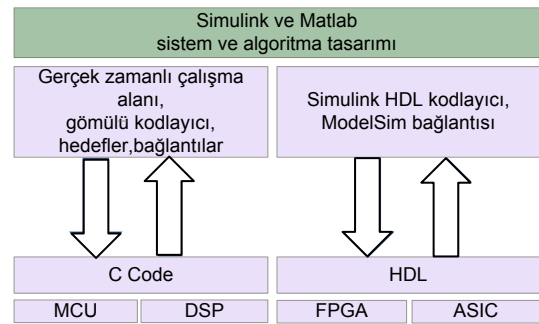 Simulink ve Matlab
sistem ve algoritma tasarımı
Gerçek zamanlı çalışma
alanı,
gömülü kodlayıcı,
hedefler,bağlantılar
Simulink HDL kodlayıcı,
ModelSim bağlantısı
C Code
HDL
MCU
DSP
FPGA
ASIC